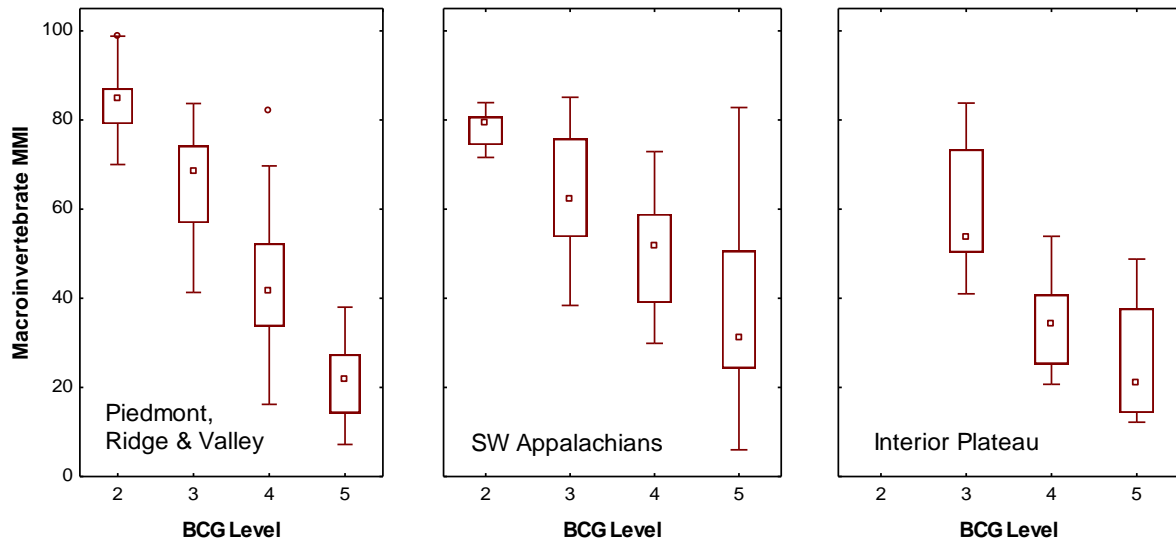 Macroinvertebrate MMI
100
80
60
40
20
0
Piedmont,
Ridge & Valley
2 3 4 5
BCG Level
SW Appalachians
2 3 4 5
BCG Level
Interior Plateau
2 3 4 5
BCG Level